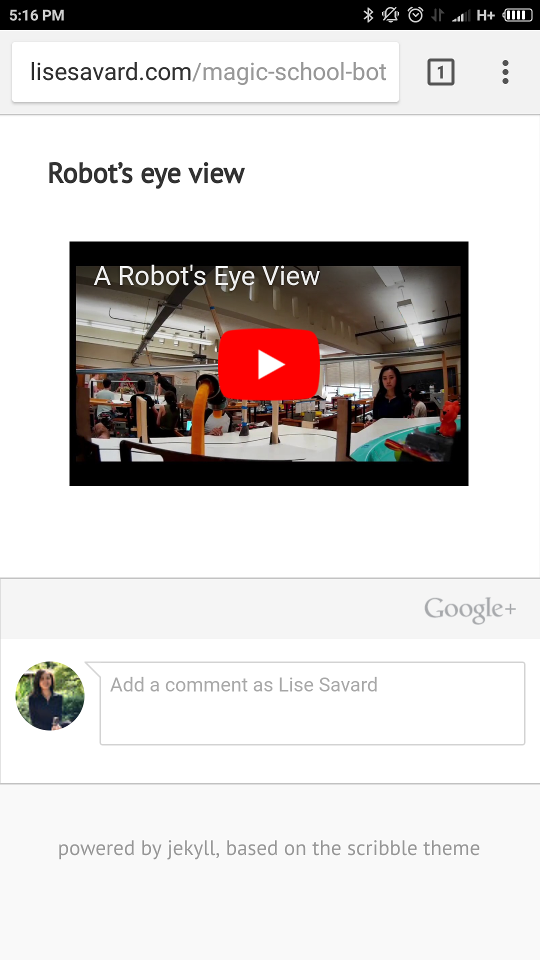 5:16 PM H+
lisesavard.com/magic-school-bot 1
Robot’s eye view
A Robot's Eye View
Google+
Add a comment as Lise Savard
powered by jekyll, based on the scribble theme